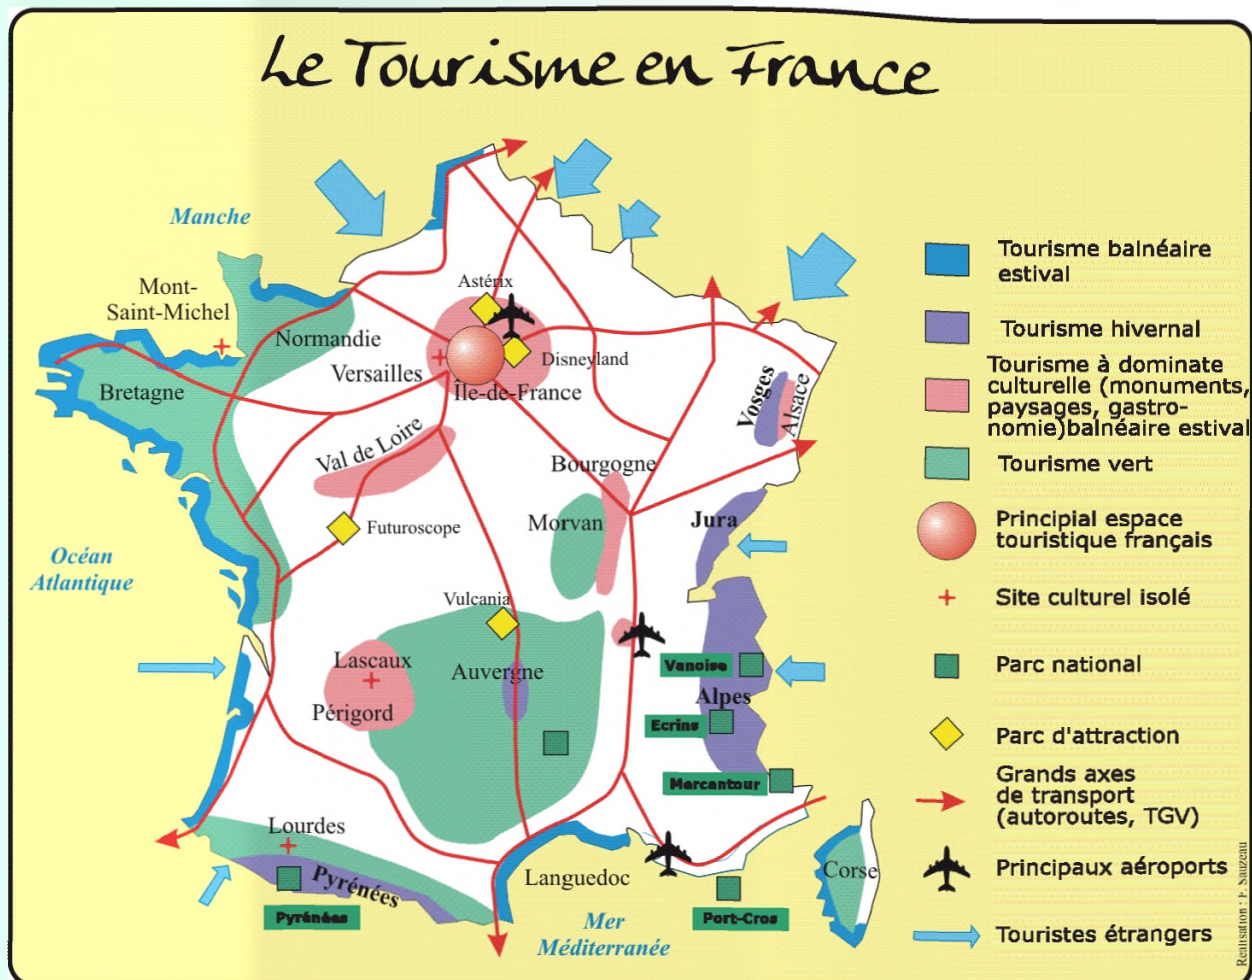 Le Tourisme en France
Manche
Mont-
Saint-Michel
Astérix
Normandie
Versailles
Disneyland
Île-de-France
Bretagne
Vosges
Alsace
Val de Loire
Bourgogne
Futuroscope
Morvan
Jura
Océan
Atlantique
Vulcania
Lascaux
Auvergne
Vanoise
Alpes
Périgord
Ecrins
Mercantour
Lourdes
Pyrénées
Pyrénées
Languedoc
Corse
Port-Cros
Mer
Méditerranée
Tourisme balnéaire
estival
Tourisme hivernal
Tourisme à dominate
culturelle (monuments,
paysages, gastro-
nomie)balnéaire estival
Tourisme vert
Principial espace
touristique français
Site culturel isolé
Parc national
Parc d'attraction
Grands axes
de transport
(autoroutes, TGV)
Principaux aéroports
Touristes étrangers
Réalisation : F. Sauzeau